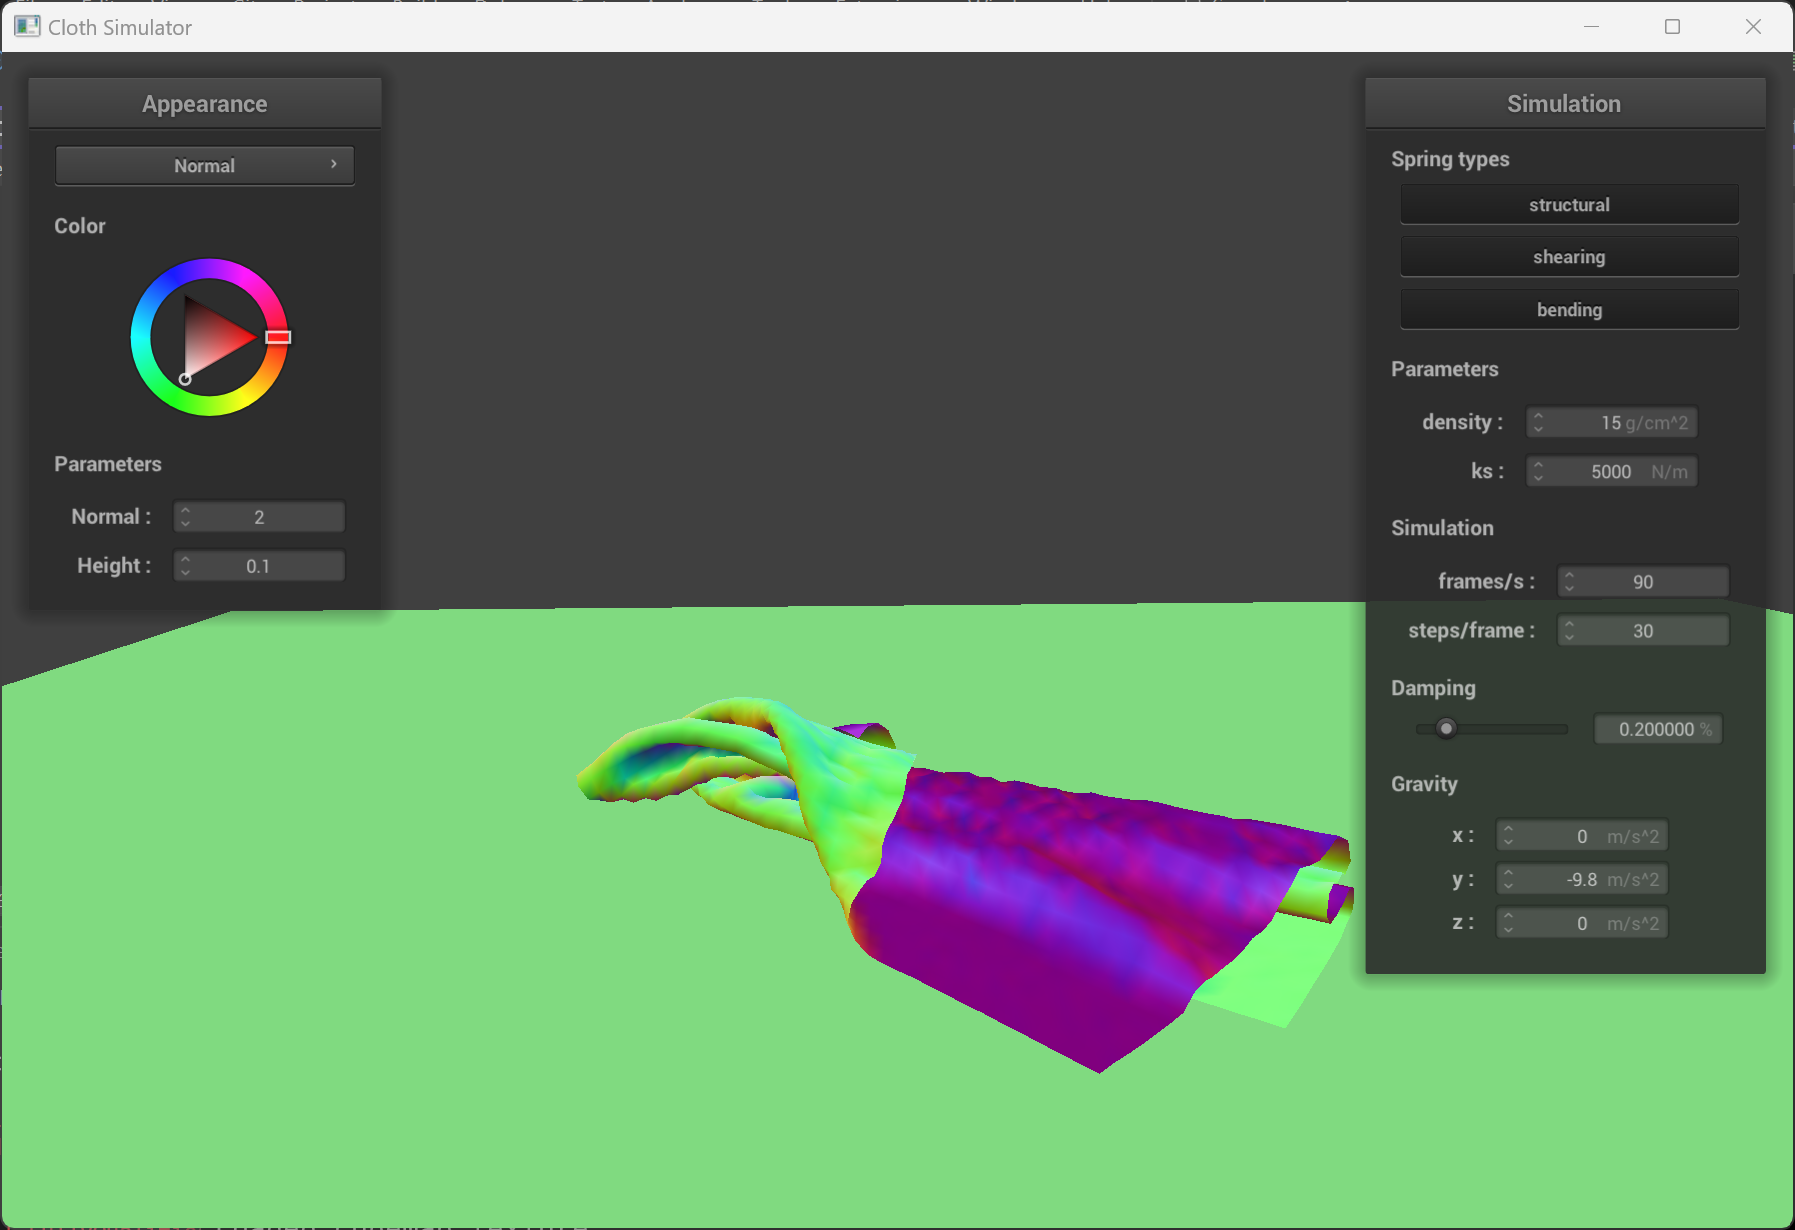 Cloth Simulator
Appearance
Normal
Color
Parameters
Normal : 2
Height : 0.1
Simulation
Spring types
structural
shearing
bending
Parameters
density : 15 g/cm^2
ks : 5000 N/m
Simulation
frames/s : 90
steps/frame : 30
Damping
0.200000 %
Gravity
x : 0 m/s^2
y : -9.8 m/s^2
z : 0 m/s^2